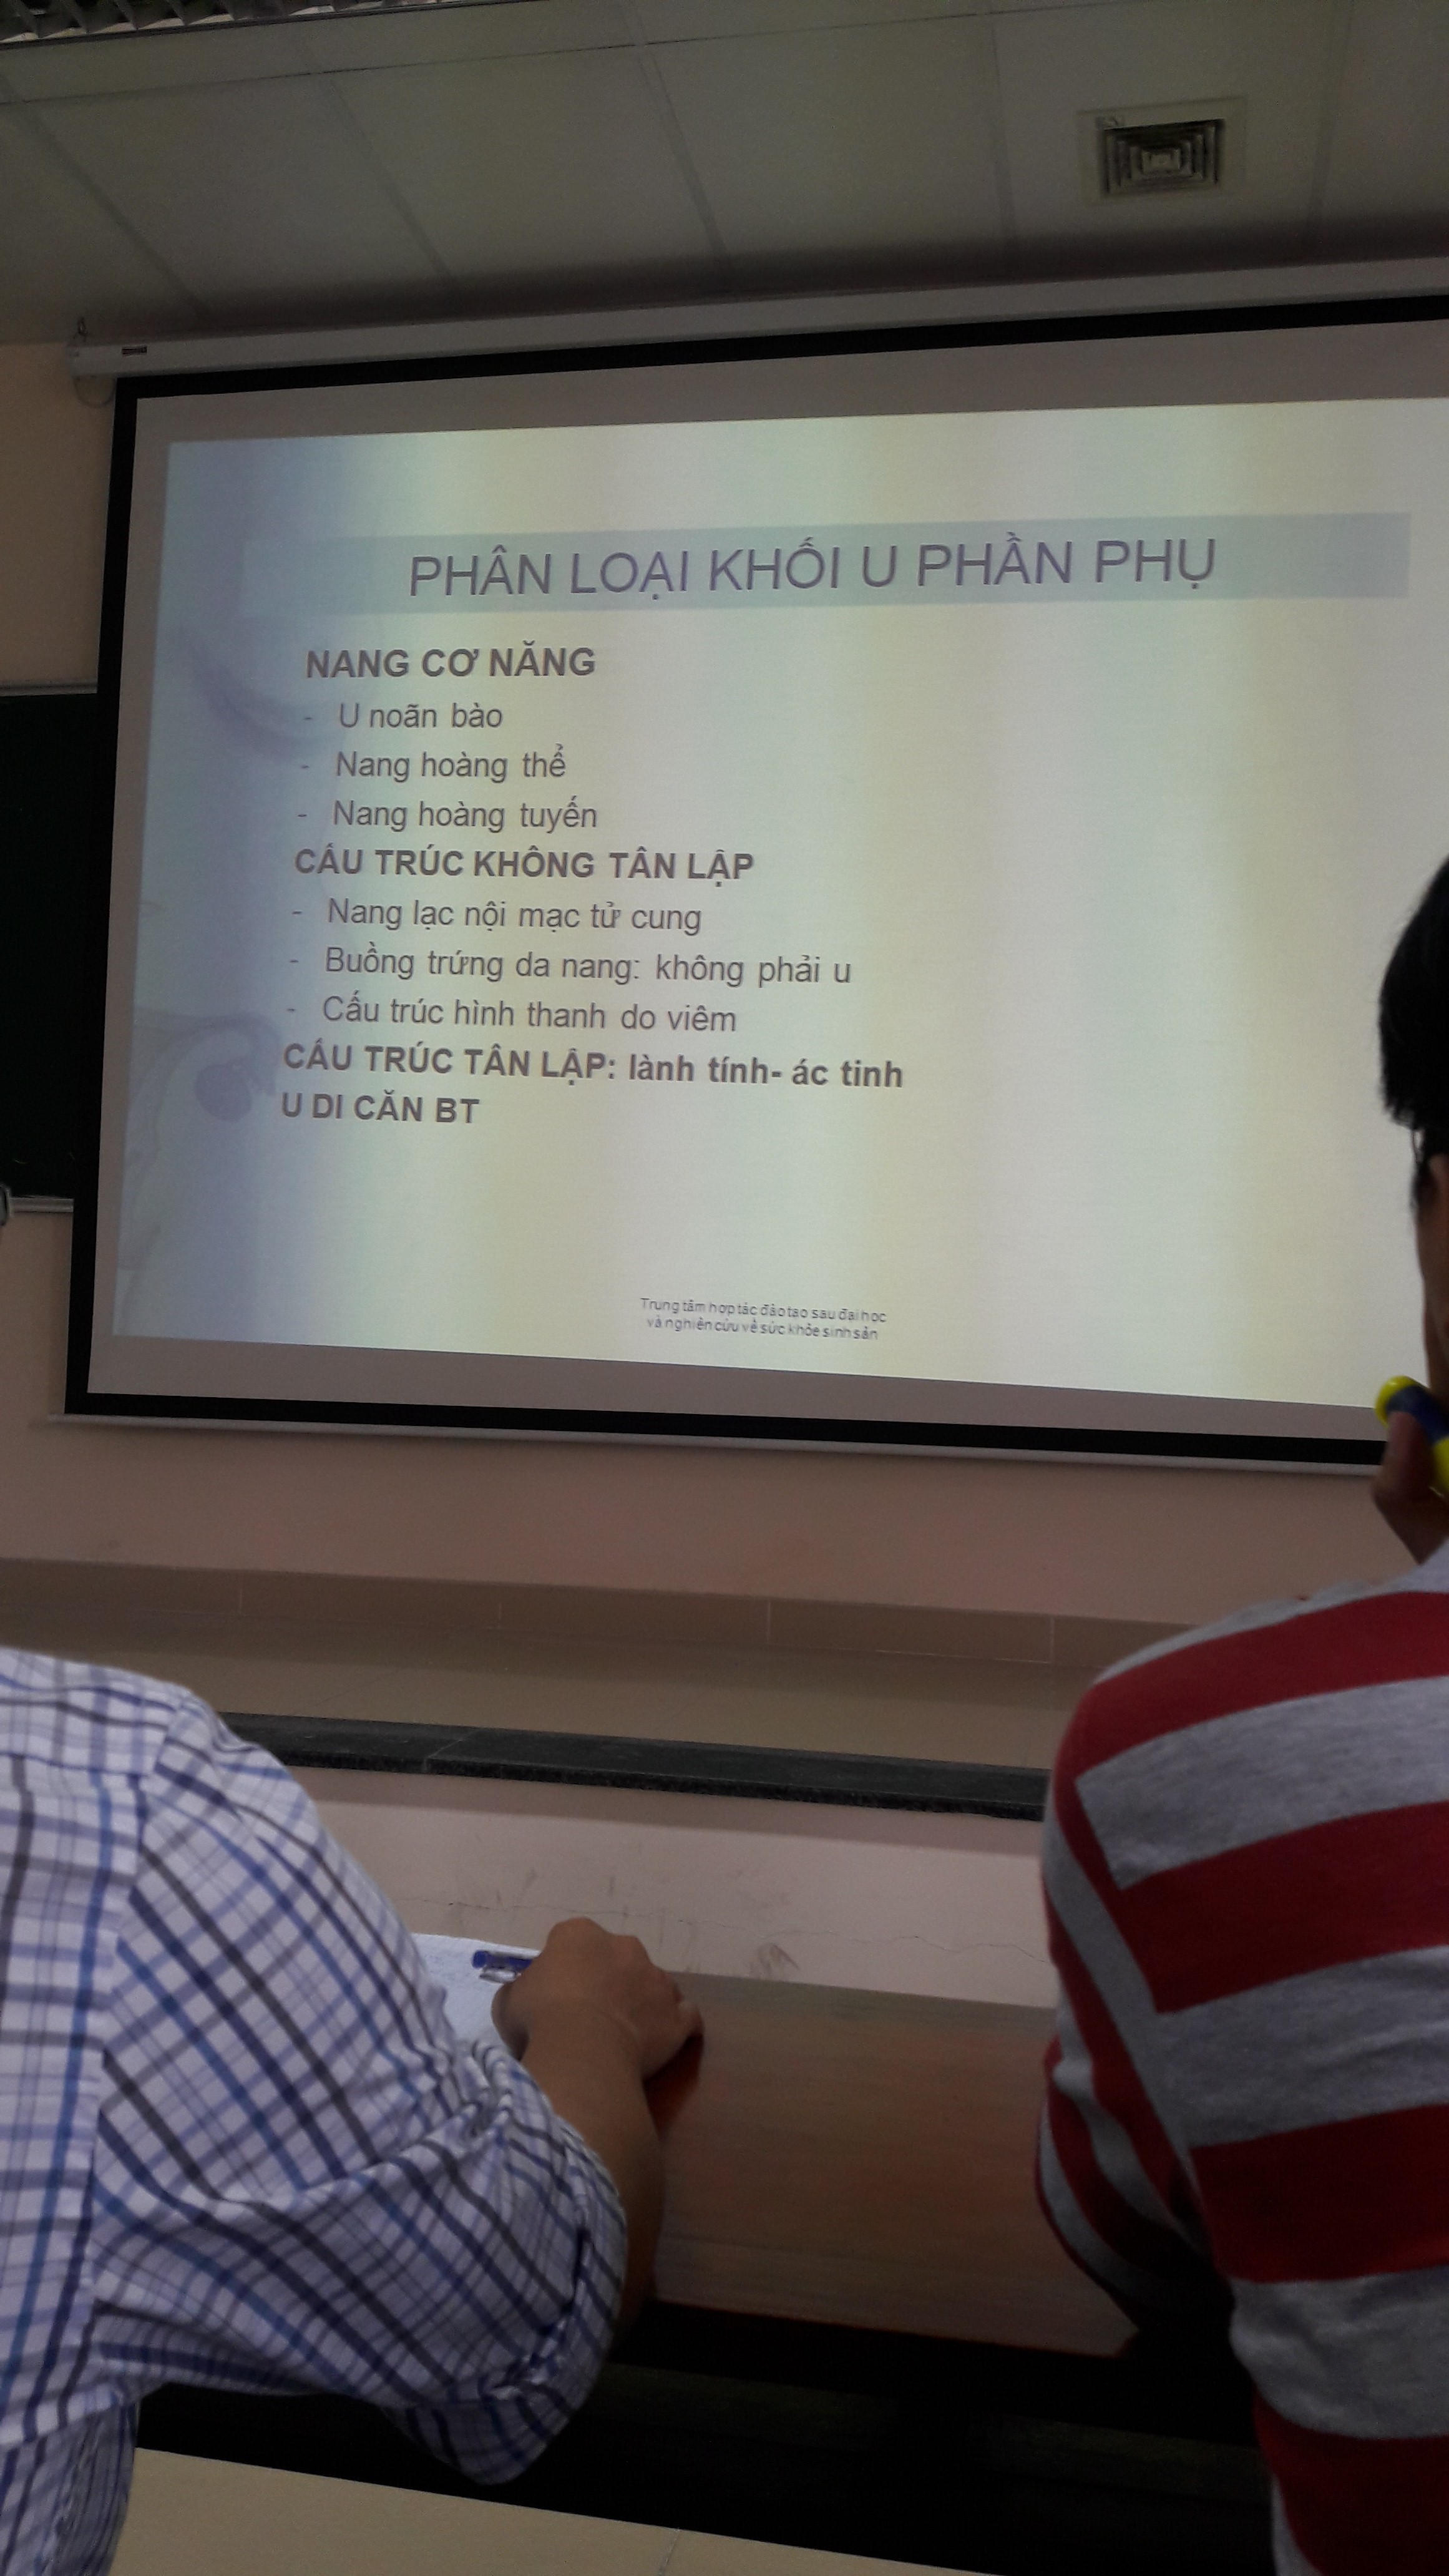 PHÂN LOẠI KHỐI U PHẦN PHỤ
NANG CƠ NĂNG
- U noãn bào
- Nang hoàng thể
- Nang hoàng tuyến
CẤU TRÚC KHÔNG TÂN LẬP
- Nang lạc nội mạc tử cung
- Buồng trứng da nang: không phải u
- Cấu trúc hình thanh do viêm
CẤU TRÚC TÂN LẬP: lành tính- ác tinh
U DI CĂN BT
Trung tâm hợp tác đào tạo sau đại học
và nghiên cứu về sức khỏe sinh sản